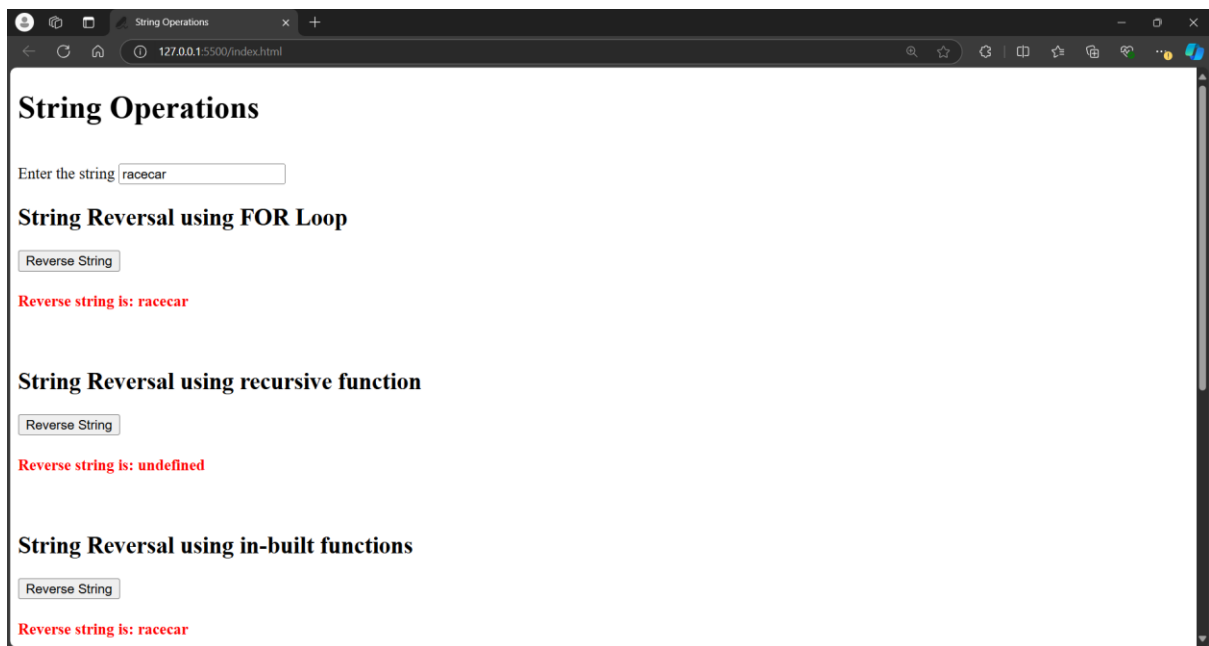 String Operations
127.0.0.1:5500/index.html
String Operations
Enter the string racecar
String Reversal using FOR Loop
Reverse String
Reverse string is: racecar
String Reversal using recursive function
Reverse String
Reverse string is: undefined
String Reversal using in-built functions
Reverse String
Reverse string is: racecar